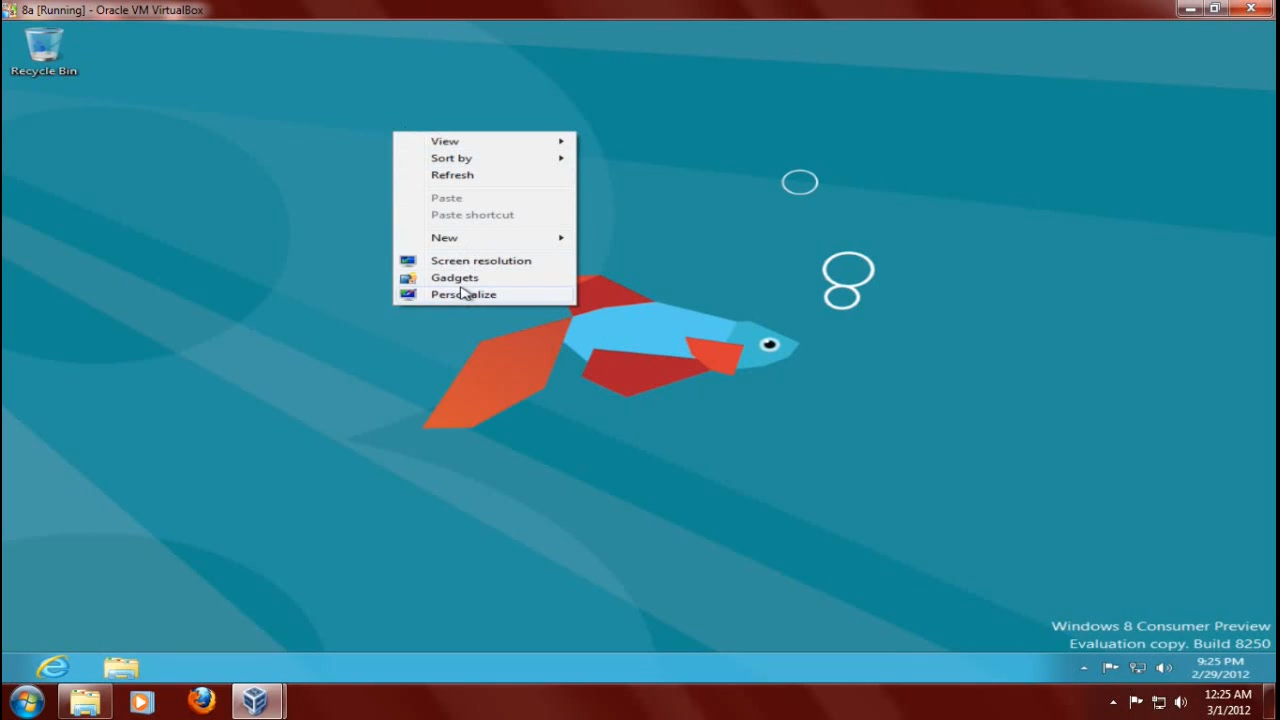 8a [Running] - Oracle VM VirtualBox
Recycle Bin
View
Sort by
Refresh
Paste
Paste shortcut
New
Screen resolution
Gadgets
Personalize
Windows 8 Consumer Preview
Evaluation copy. Build 8250
9:25 PM
2/29/2012
12:25 AM
3/1/2012